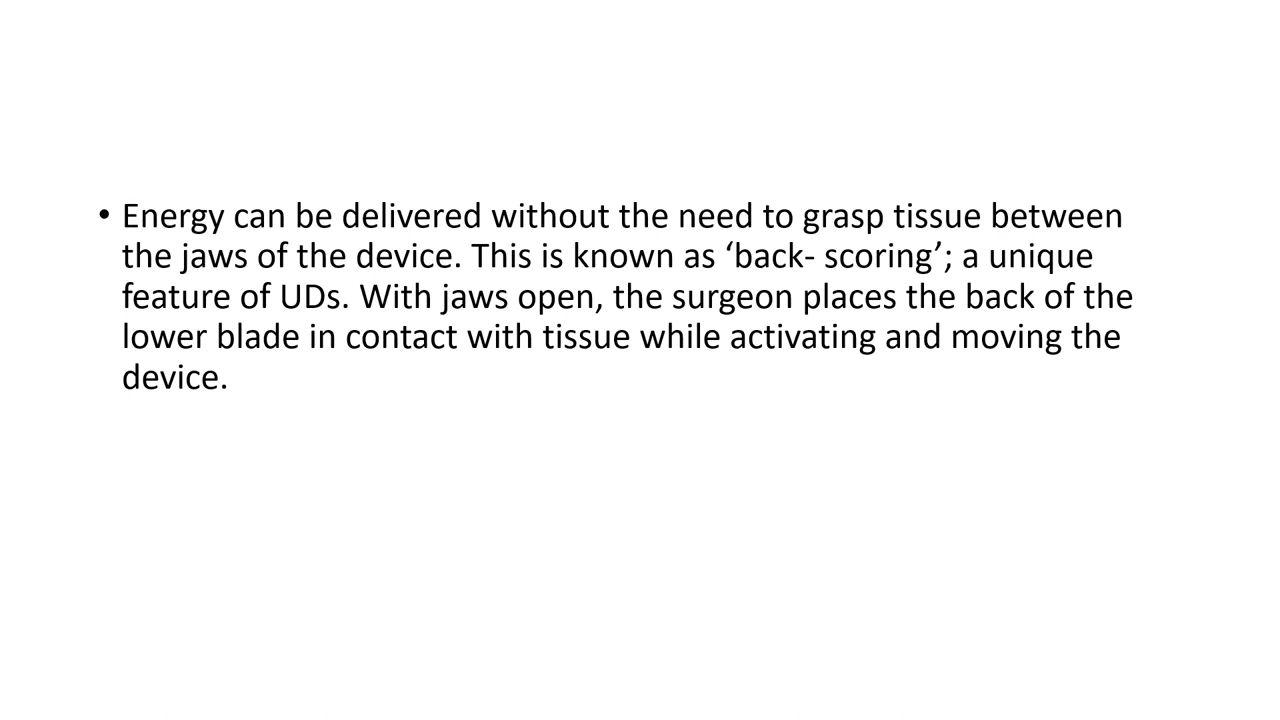 • Energy can be delivered without the need to grasp tissue between
the jaws of the device. This is known as ‘back- scoring’; a unique
feature of UDs. With jaws open, the surgeon places the back of the
lower blade in contact with tissue while activating and moving the
device.